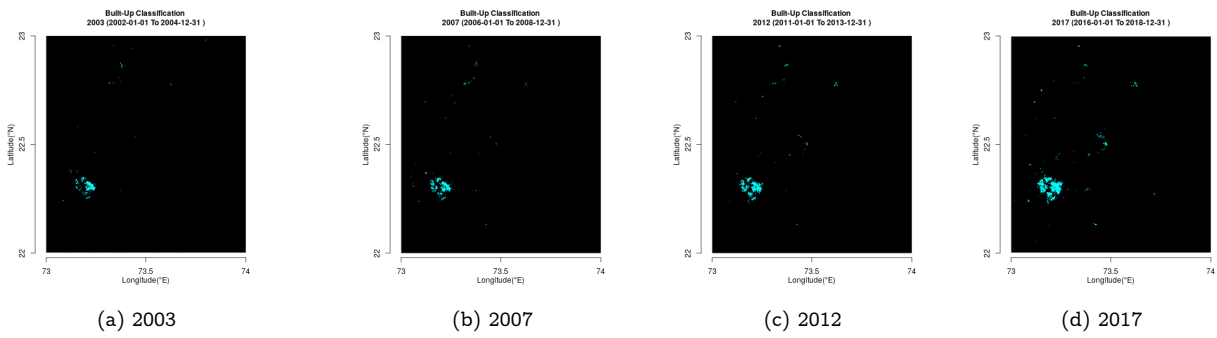 Built-Up Classification
2003 (2002-01-01 To 2004-12-31 )
23
22.5
22
Latitude(°N)
73
73.5
74
Longitude(°E)
(a) 2003
Built-Up Classification
2007 (2006-01-01 To 2008-12-31 )
23
22.5
22
Latitude(°N)
73
73.5
74
Longitude(°E)
(b) 2007
Built-Up Classification
2012 (2011-01-01 To 2013-12-31 )
23
22.5
22
Latitude(°N)
73
73.5
74
Longitude(°E)
(c) 2012
Built-Up Classification
2017 (2016-01-01 To 2018-12-31 )
23
22.5
22
Latitude(°N)
73
73.5
74
Longitude(°E)
(d) 2017